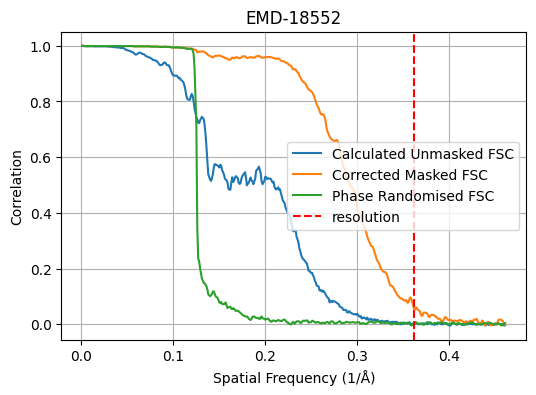 EMD-18552
1.0
0.8
0.6
0.4
0.2
0.0
Correlation
Calculated Unmasked FSC
Corrected Masked FSC
Phase Randomised FSC
resolution
0.0 0.1 0.2 0.3 0.4
Spatial Frequency (1/Å)